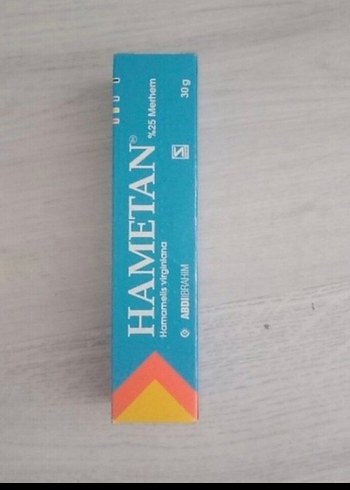 HAMETAN®
%25 Merhem
30 g
Hamamelis virginiana
ABDİİBRAHİM